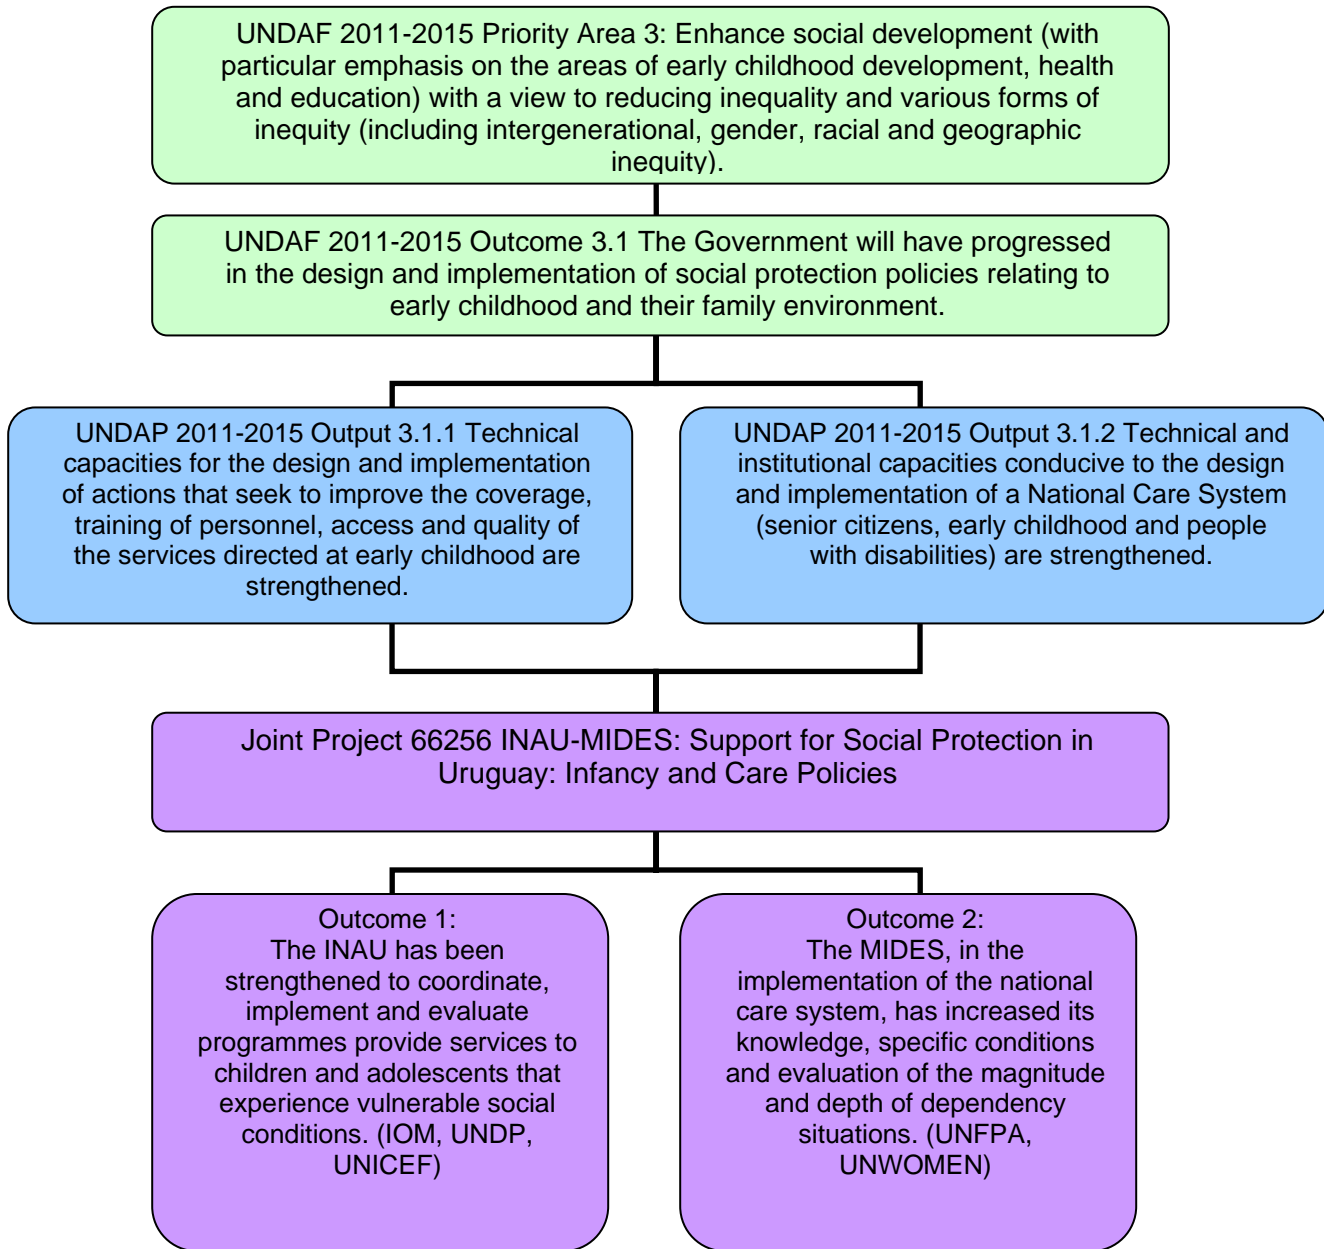 UNDAF 2011-2015 Priority Area 3: Enhance social development (with
particular emphasis on the areas of early childhood development, health
and education) with a view to reducing inequality and various forms of
inequity (including intergenerational, gender, racial and geographic
inequity).
UNDAF 2011-2015 Outcome 3.1 The Government will have progressed
in the design and implementation of social protection policies relating to
early childhood and their family environment.
UNDAP 2011-2015 Output 3.1.1 Technical
capacities for the design and implementation
of actions that seek to improve the coverage,
training of personnel, access and quality of
the services directed at early childhood are
strengthened.
UNDAP 2011-2015 Output 3.1.2 Technical and
institutional capacities conducive to the design
and implementation of a National Care System
(senior citizens, early childhood and people
with disabilities) are strengthened.
Joint Project 66256 INAU-MIDES: Support for Social Protection in
Uruguay: Infancy and Care Policies
Outcome 1:
The INAU has been
strengthened to coordinate,
implement and evaluate
programmes provide services to
children and adolescents that
experience vulnerable social
conditions. (IOM, UNDP,
UNICEF)
Outcome 2:
The MIDES, in the
implementation of the national
care system, has increased its
knowledge, specific conditions
and evaluation of the magnitude
and depth of dependency
situations. (UNFPA,
UNWOMEN)